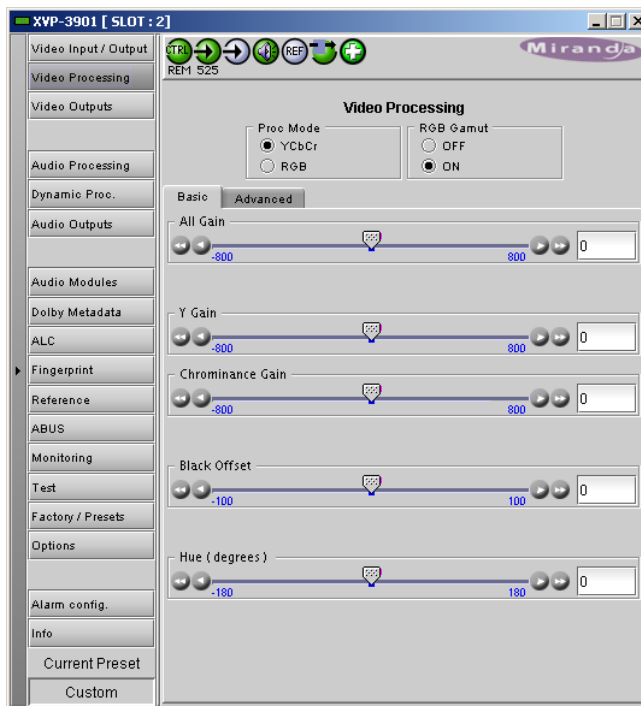 XVP-3901 [ SLOT : 2]
Video Input / Output
Video Processing
Video Outputs
Audio Processing
Dynamic Proc.
Audio Outputs
Audio Modules
Dolby Metadata
ALC
Fingerprint
Reference
ABUS
Monitoring
Test
Factory / Presets
Options
Alarm config.
Info
Current Preset
Custom
CTRL
REF
REM 525
Miranda
Video Processing
Proc Mode
YCbCr
RGB
RGB Gamut
OFF
ON
Basic
Advanced
All Gain
-800
800
0
Y Gain
-800
800
0
Chrominance Gain
-800
800
0
Black Offset
-100
100
0
Hue ( degrees )
-180
180
0